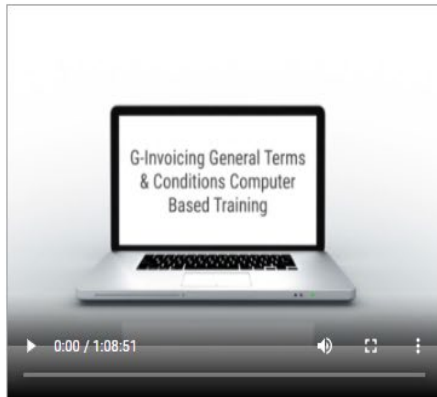 G-Invoicing General Terms
& Conditions Computer
Based Training
0:00 / 1:08:51